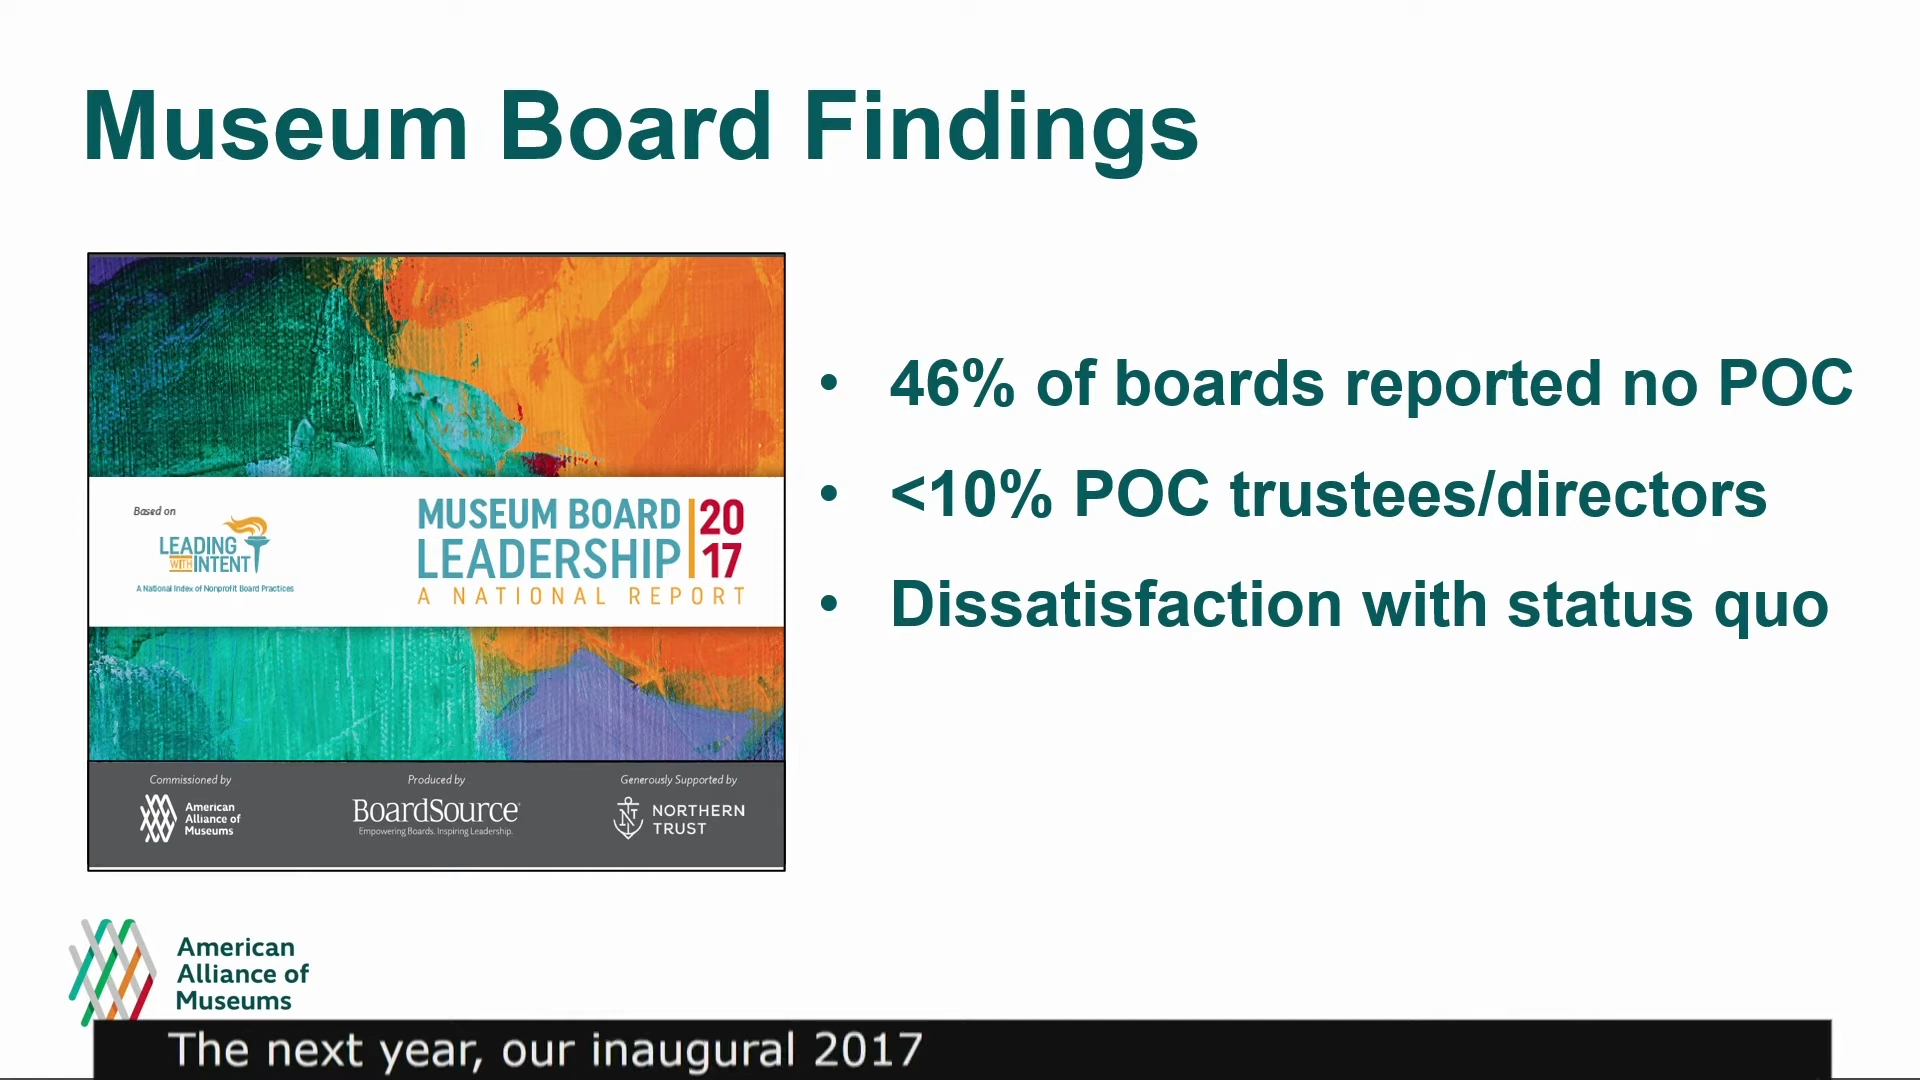 Museum Board Findings
Based on
LEADING
WITH INTENT
A National Index of Nonprofit Board Practices
MUSEUM BOARD
LEADERSHIP
20
17
A NATIONAL REPORT
Commissioned by
American
Alliance of
Museums
Produced by
BoardSource®
Empowering Boards. Inspiring Leadership.
Generously Supported by
NORTHERN
TRUST
• 46% of boards reported no POC
• <10% POC trustees/directors
• Dissatisfaction with status quo
American
Alliance of
Museums
The next year, our inaugural 2017